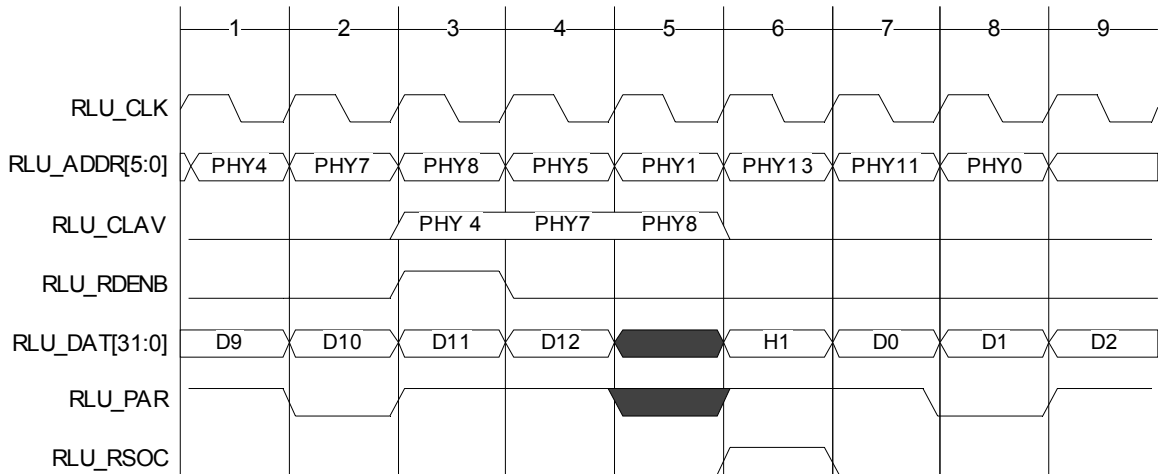 1 2 3 4 5 6 7 8 9
RLU_CLK
RLU_ADDR[5:0] PHY4 PHY7 PHY8 PHY5 PHY1 PHY13 PHY11 PHY0
RLU_CLAV PHY 4 PHY7 PHY8
RLU_RDENB
RLU_DAT[31:0] D9 D10 D11 D12 H1 D0 D1 D2
RLU_PAR
RLU_RSOC